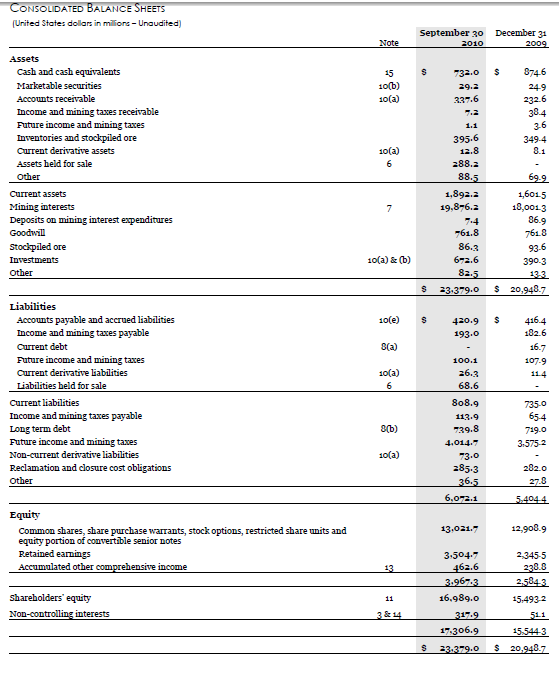 CONSOLIDATED BALANCE SHEETS
(United States dollars in millions – Unaudited)
Note September 30 2010 December 31 2009
Assets
Cash and cash equivalents 15 $ 732.0 $ 874.6
Marketable securities 10(b) 29.2 24.9
Accounts receivable 10(a) 337.6 232.6
Income and mining taxes receivable 7.2 38.4
Future income and mining taxes 1.1 3.6
Inventories and stockpiled ore 395.6 349.4
Current derivative assets 10(a) 12.8 8.1
Assets held for sale 6 288.2 -
Other 88.5 69.9
Current assets 1,892.2 1,601.5
Mining interests 7 19,876.2 18,001.3
Deposits on mining interest expenditures 7.4 86.9
Goodwill 761.8 761.8
Stockpiled ore 86.3 93.6
Investments 10(a) & (b) 672.6 390.3
Other 82.5 13.3
$ 23,379.0 $ 20,948.7
Liabilities
Accounts payable and accrued liabilities 10(e) $ 420.9 $ 416.4
Income and mining taxes payable 193.0 182.6
Current debt 8(a) - 16.7
Future income and mining taxes 100.1 107.9
Current derivative liabilities 10(a) 26.3 11.4
Liabilities held for sale 6 68.6 -
Current liabilities 808.9 735.0
Income and mining taxes payable 113.9 65.4
Long term debt 8(b) 739.8 719.0
Future income and mining taxes 4,014.7 3,575.2
Non-current derivative liabilities 10(a) 73.0 -
Reclamation and closure cost obligations 285.3 282.0
Other 36.5 27.8
6,072.1 5,404.4
Equity
Common shares, share purchase warrants, stock options, restricted share units and
equity portion of convertible senior notes 13,021.7 12,908.9
Retained earnings 3,504.7 2,345.5
Accumulated other comprehensive income 13 462.6 238.8
3,967.3 2,584.3
Shareholders' equity 11 16,989.0 15,493.2
Non-controlling interests 3 & 14 317.9 51.1
17,306.9 15,544.3
$ 23,379.0 $ 20,948.7